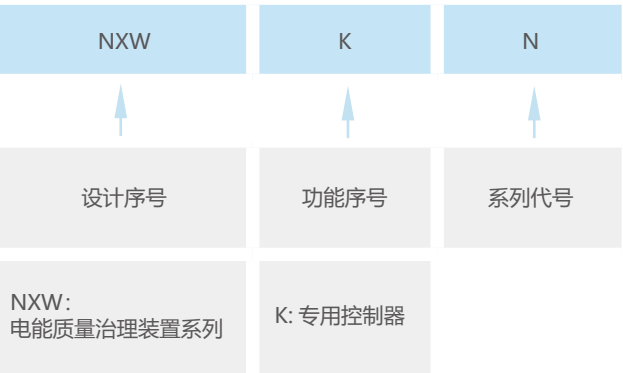 NXW
K
N
设计序号
功能序号
系列代号
NXW：
电能质量治理装置系列
K: 专用控制器